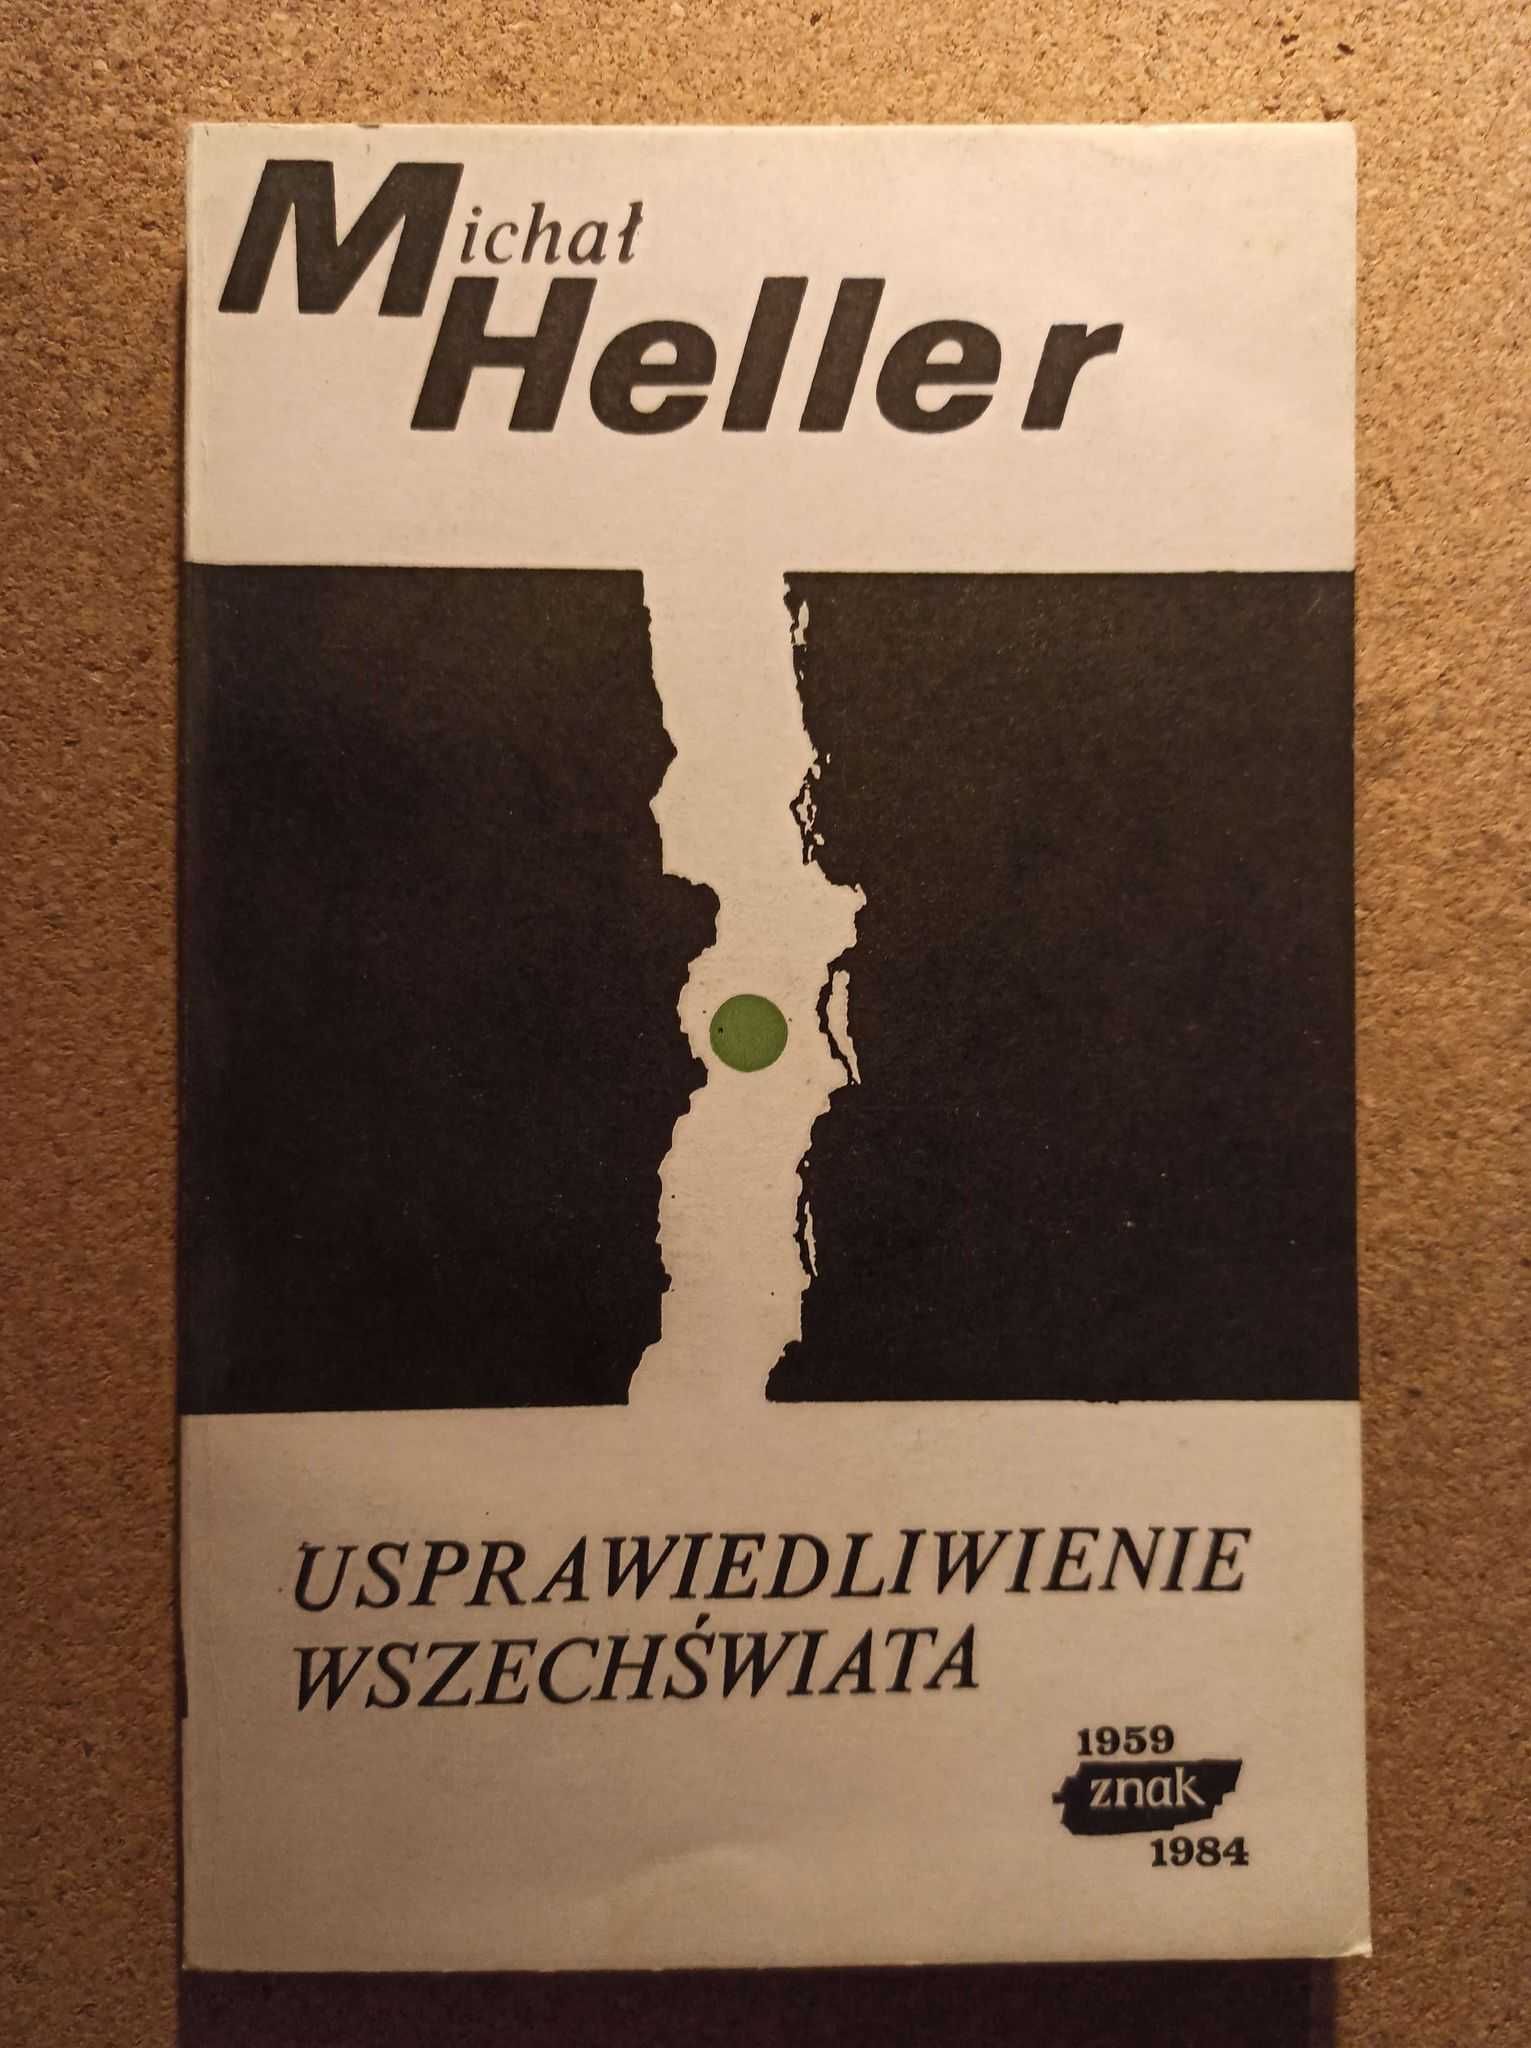 Michał
Heller
USPRAWIEDLIWIENIE
WSZECHŚWIATA
1959
znak
1984